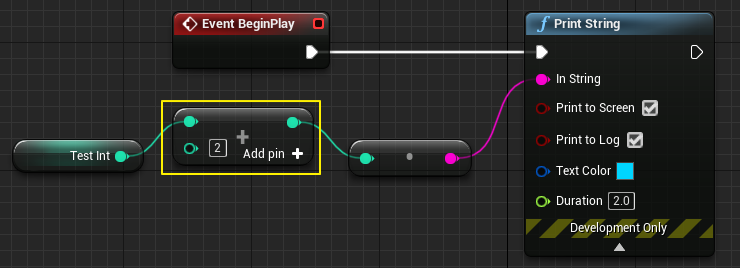 Event BeginPlay
Print String
In String
Print to Screen
Test Int
2
Add pin
Print to Log
Text Color
Duration 2.0
Development Only